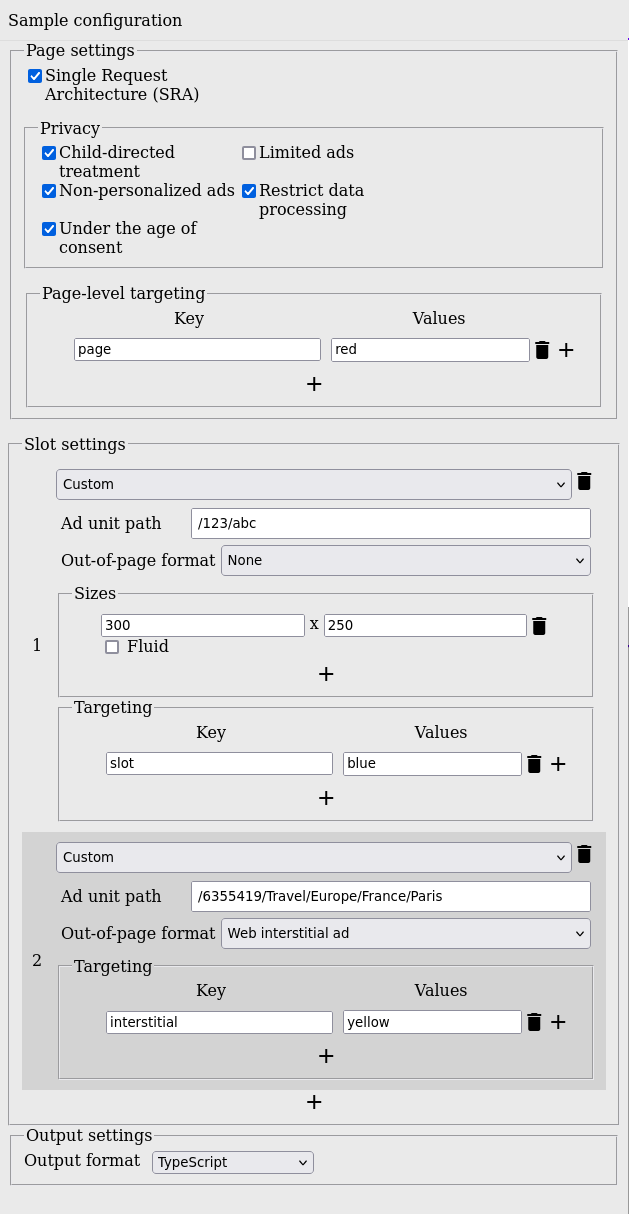 Sample configuration
Page settings
Single Request
Architecture (SRA)
Privacy
Child-directed
treatment
Limited ads
Non-personalized ads
Restrict data
processing
Under the age of
consent
Page-level targeting
Key Values
page red +
+
Slot settings
1
Custom
Ad unit path /123/abc
Out-of-page format None
Sizes
300 x 250
Fluid
+
Targeting
Key Values
slot blue +
+
2
Custom
Ad unit path /6355419/Travel/Europe/France/Paris
Out-of-page format Web interstitial ad
Targeting
Key Values
interstitial yellow +
+
+
Output settings
Output format TypeScript